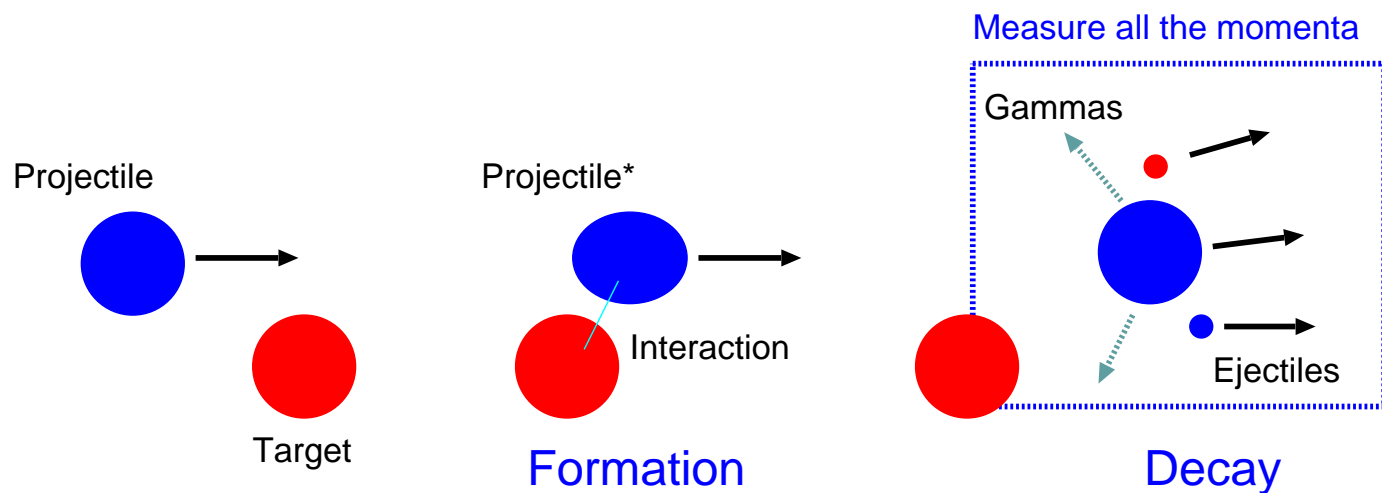 Measure all the momenta
Gammas
Projectile
Projectile*
Interaction
Ejectiles
Target
Formation
Decay